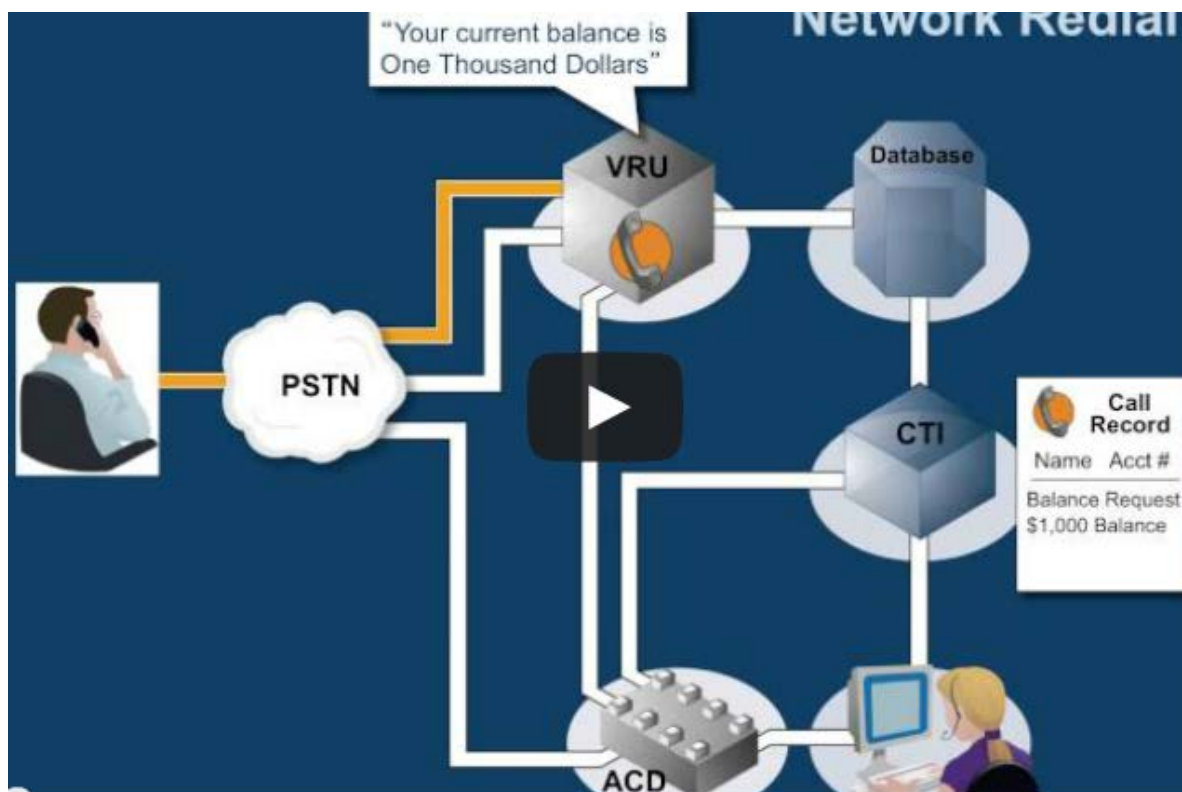 Network Redial
“Your current balance is
One Thousand Dollars”
VRU
Database
PSTN
CTI
Call
Record
Name Acct #
Balance Request
$1,000 Balance
ACD